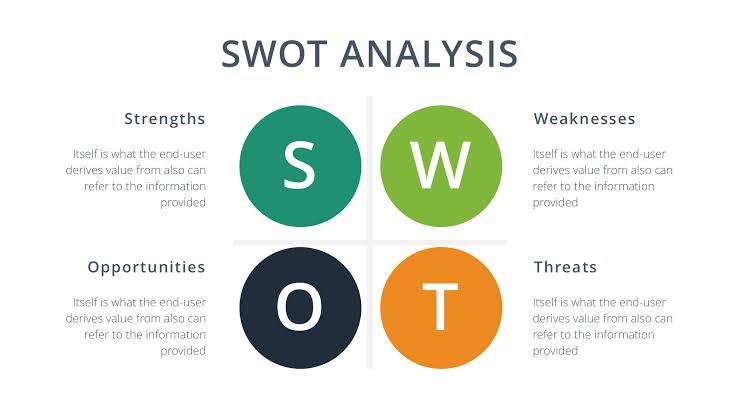 SWOT ANALYSIS
Strengths
Itself is what the end-user
derives value from also can
refer to the information
provided
S
W
Weaknesses
Itself is what the end-user
derives value from also can
refer to the information
provided
Opportunities
Itself is what the end-user
derives value from also can
refer to the information
provided
O
T
Threats
Itself is what the end-user
derives value from also can
refer to the information
provided